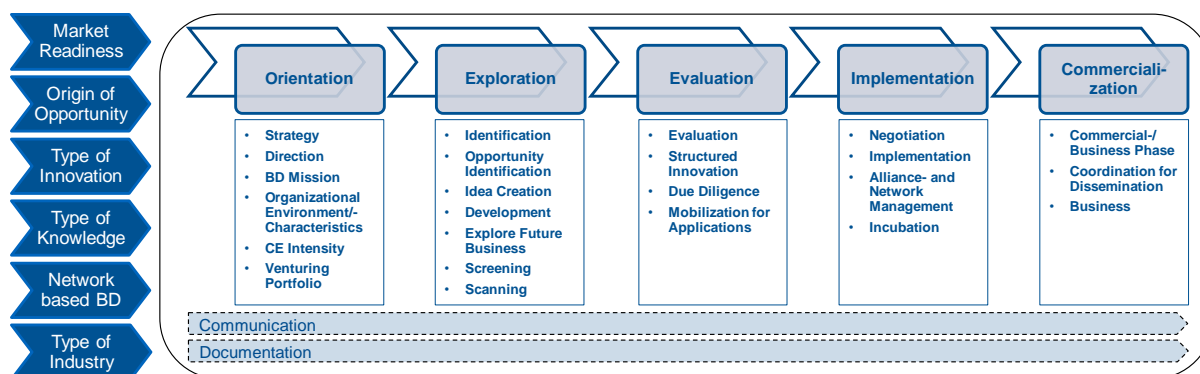 Market
Readiness
Origin of
Opportunity
Type of
Innovation
Type of
Knowledge
Network
based BD
Type of
Industry
Orientation
• Strategy
• Direction
• BD Mission
• Organizational
Environment/-
Characteristics
• CE Intensity
• Venturing
Portfolio
Exploration
• Identification
• Opportunity
Identification
• Idea Creation
• Development
• Explore Future
Business
• Screening
• Scanning
Evaluation
• Evaluation
• Structured
Innovation
• Due Diligence
• Mobilization for
Applications
Implementation
• Negotiation
• Implementation
• Alliance- and
Network
Management
• Incubation
Commerciali-
zation
• Commercial-/
Business Phase
• Coordination for
Dissemination
• Business
Communication
Documentation